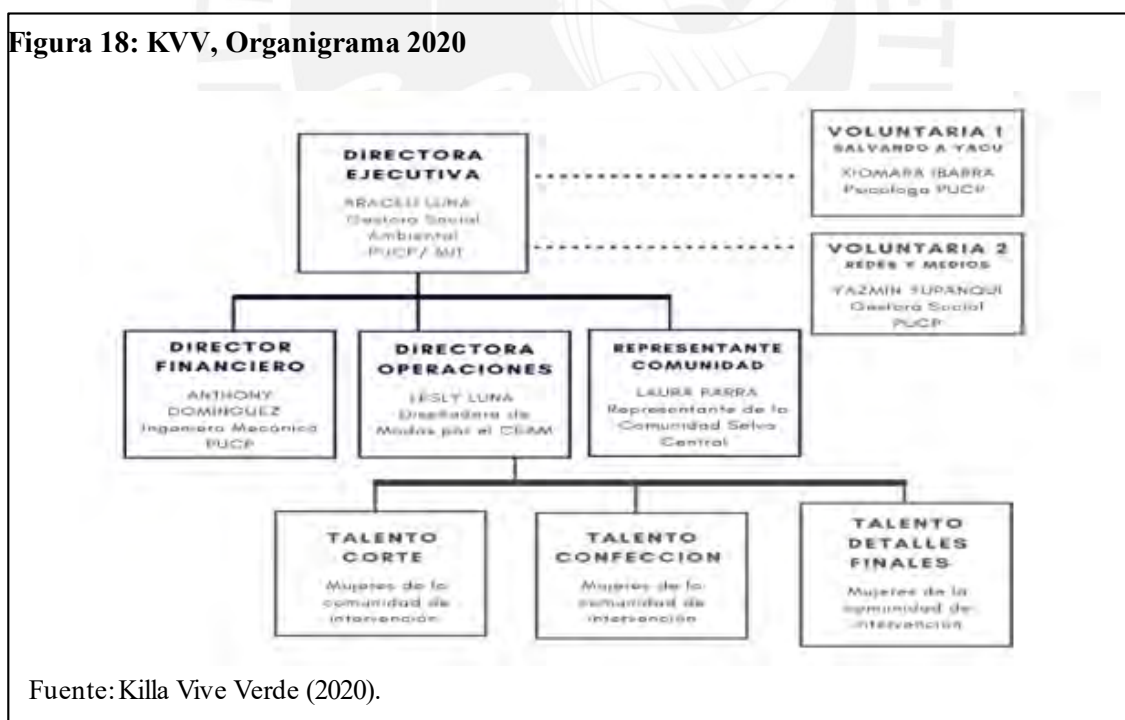 Figura 18: KVV, Organigrama 2020
DIRECTORA
EJECUTIVA
ARACELI LUNA
Gestora Social
Ambiental
PUCP/
VOLUNTARIA 1
SALVANDO A YACU
XIOMARA IBARRA
Psicóloga PUCP
VOLUNTARIA 2
REDES Y MEDIOS
YAZMIN YUPANQUI
Gestora Social
PUCP
DIRECTOR
FINANCIERO
ANTHONY
DOMINGUEZ
Ingeniero Mecánico
PUCP
DIRECTORA
OPERACIONES
LESLY LUNA
Diseñadora de
Modas por el CEAM
REPRESENTANTE
COMUNIDAD
LAURA PARRA
Representante de la
Comunidad Selva
Central
TALENTO
CORTE
Mujeres de la
comunidad de
intervención
TALENTO
CONFECCION
Mujeres de la
comunidad de
intervención
TALENTO
DETALLES
FINALES
Mujeres de la
comunidad de
intervención
Fuente: Killa Vive Verde (2020).